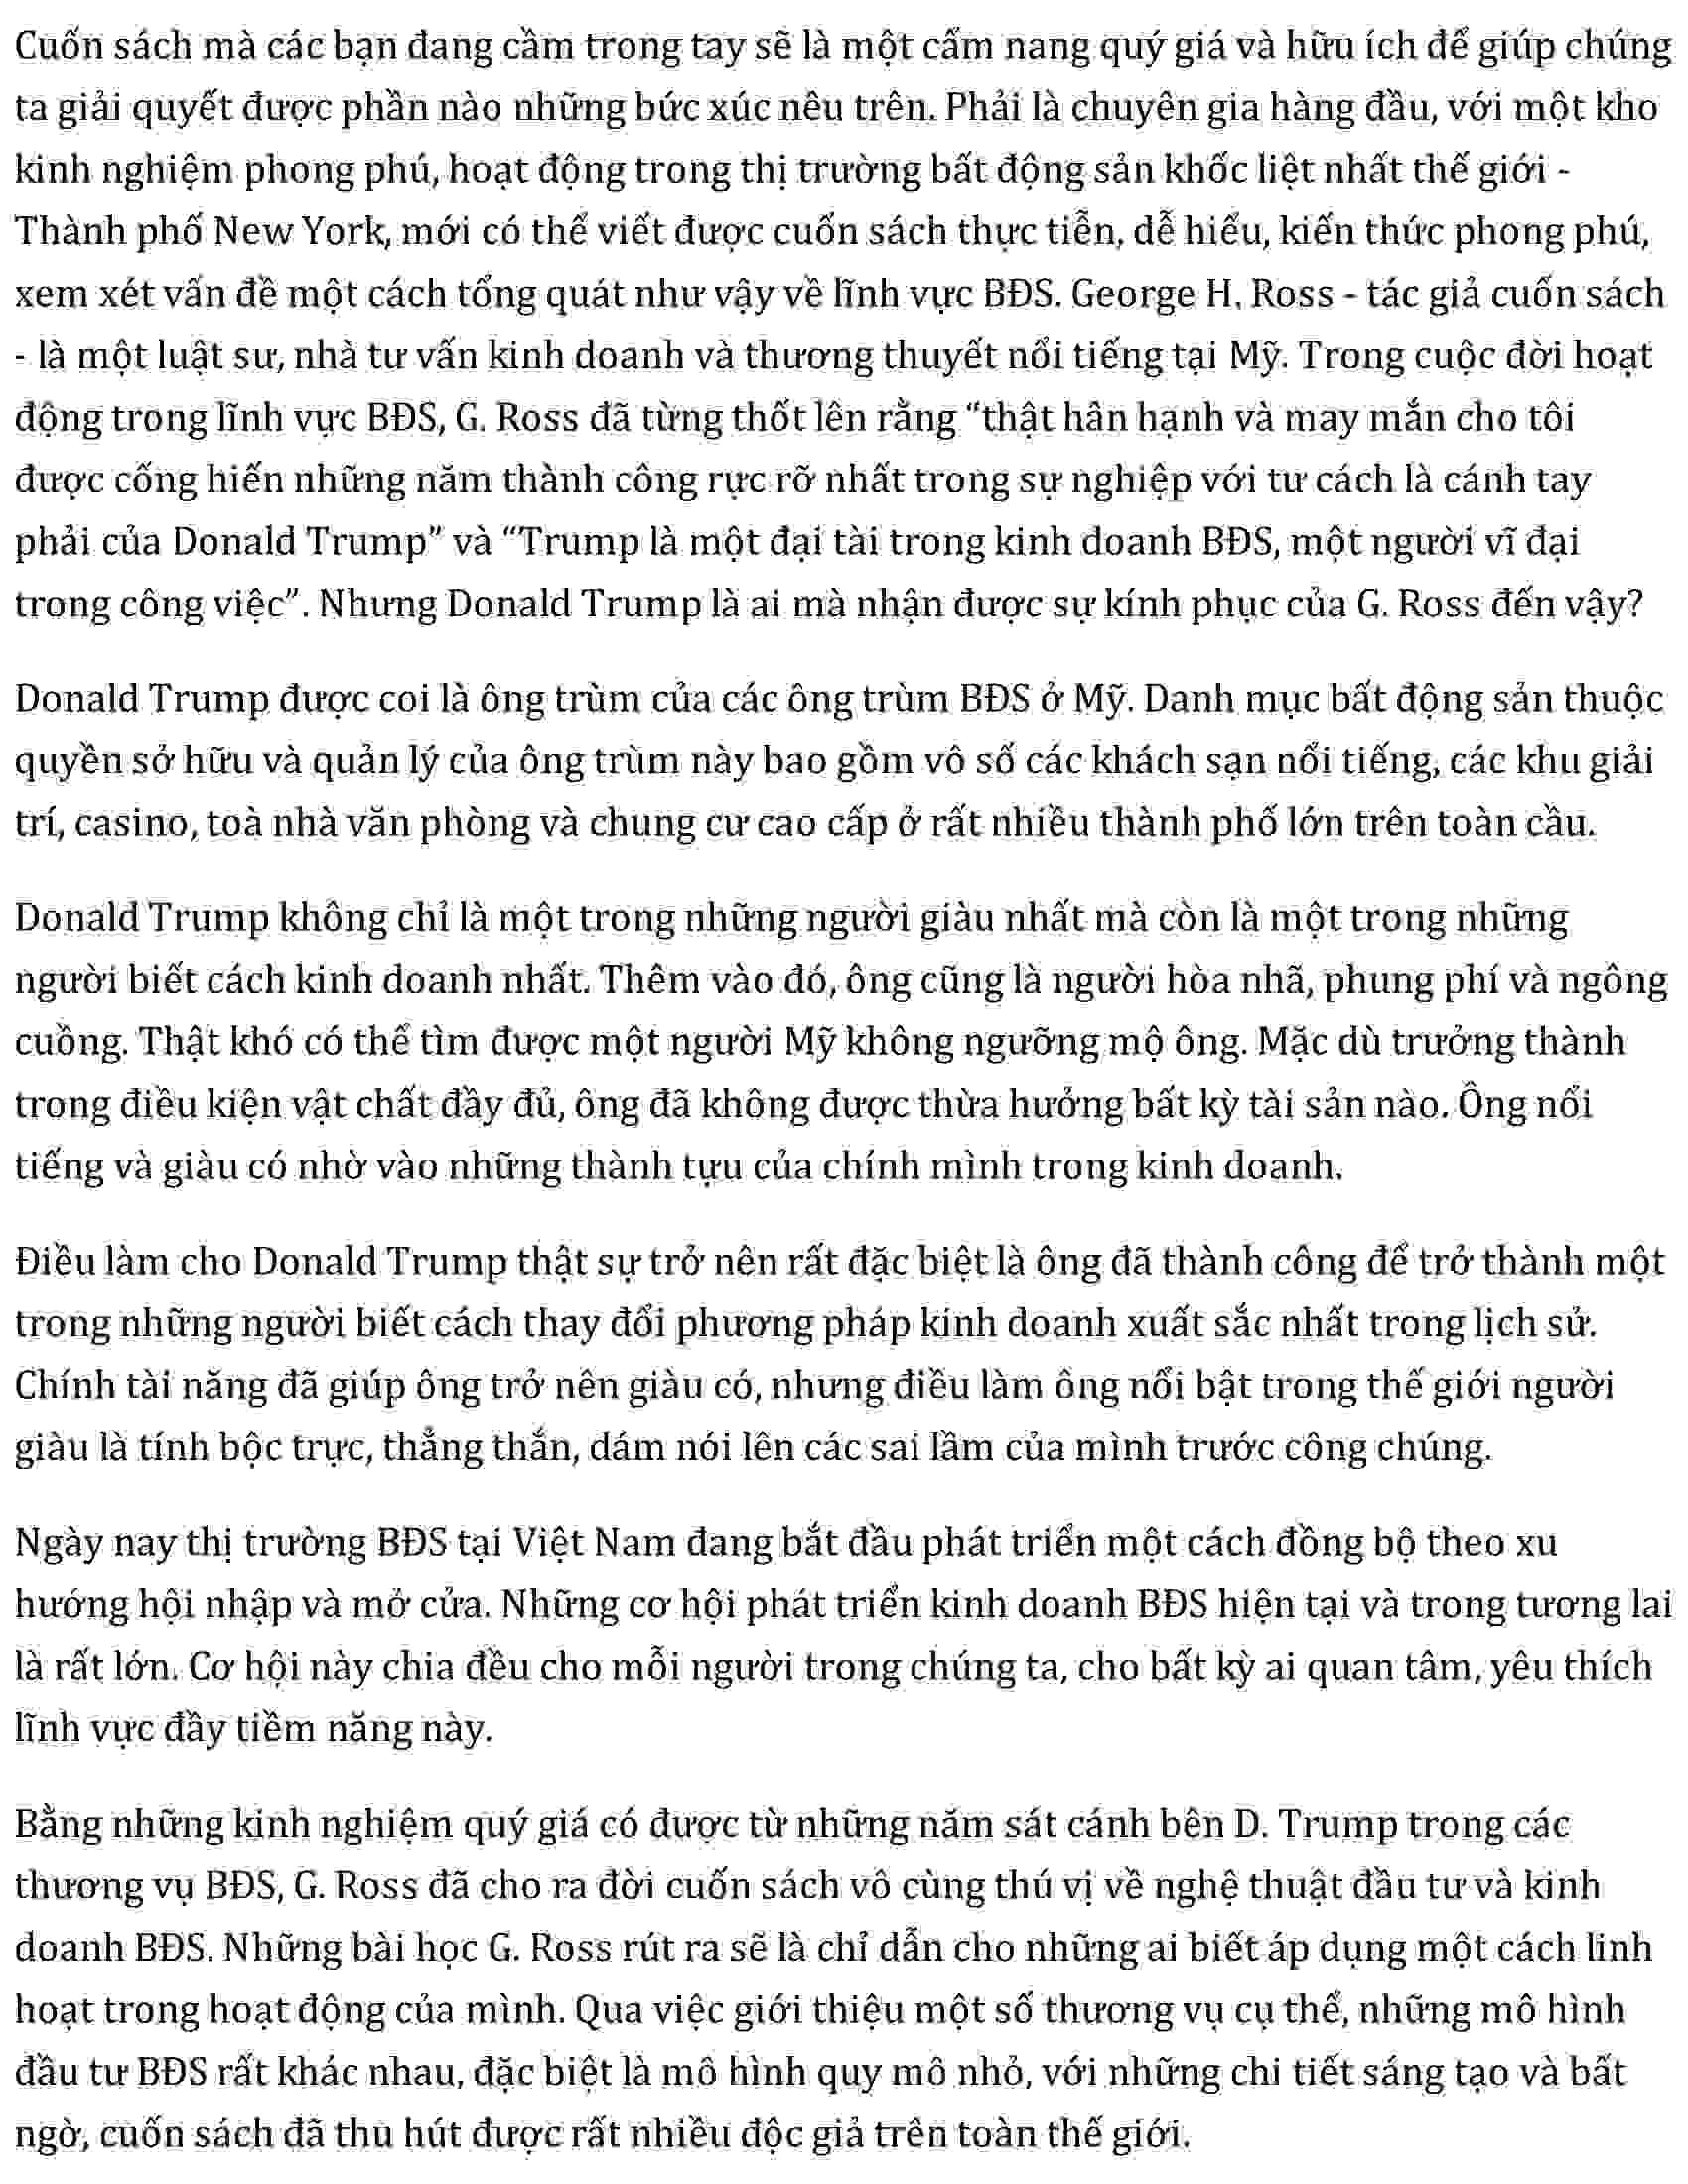 Cuốn sách mà các bạn đang cầm trong tay sẽ là một cẩm nang quý giá và hữu ích để giúp chúng
ta giải quyết được phần nào những bức xúc nêu trên. Phải là chuyên gia hàng đầu, với một kho
kinh nghiệm phong phú, hoạt động trong thị trường bất động sản khốc liệt nhất thế giới -
Thành phố New York, mới có thể viết được cuốn sách thực tiễn, dễ hiểu, kiến thức phong phú,
xem xét vấn đề một cách tổng quát như vậy về lĩnh vực BĐS. George H. Ross - tác giả cuốn sách
- là một luật sư, nhà tư vấn kinh doanh và thương thuyết nổi tiếng tại Mỹ. Trong cuộc đời hoạt
động trong lĩnh vực BĐS, G. Ross đã từng thốt lên rằng “thật hân hạnh và may mắn cho tôi
được cống hiến những năm thành công rực rỡ nhất trong sự nghiệp với tư cách là cánh tay
phải của Donald Trump” và “Trump là một đại tài trong kinh doanh BĐS, một người vĩ đại
trong công việc”. Nhưng Donald Trump là ai mà nhận được sự kính phục của G. Ross đến vậy?
Donald Trump được coi là ông trùm của các ông trùm BĐS ở Mỹ. Danh mục bất động sản thuộc
quyền sở hữu và quản lý của ông trùm này bao gồm vô số các khách sạn nổi tiếng, các khu giải
trí, casino, toà nhà văn phòng và chung cư cao cấp ở rất nhiều thành phố lớn trên toàn cầu.
Donald Trump không chỉ là một trong những người giàu nhất mà còn là một trong những
người biết cách kinh doanh nhất. Thêm vào đó, ông cũng là người hòa nhã, phung phí và ngông
cuồng. Thật khó có thể tìm được một người Mỹ không ngưỡng mộ ông. Mặc dù trưởng thành
trong điều kiện vật chất đầy đủ, ông đã không được thừa hưởng bất kỳ tài sản nào. Ông nổi
tiếng và giàu có nhờ vào những thành tựu của chính mình trong kinh doanh.
Điều làm cho Donald Trump thật sự trở nên rất đặc biệt là ông đã thành công để trở thành một
trong những người biết cách thay đổi phương pháp kinh doanh xuất sắc nhất trong lịch sử.
Chính tài năng đã giúp ông trở nên giàu có, nhưng điều làm ông nổi bật trong thế giới người
giàu là tính bộc trực, thẳng thắn, dám nói lên các sai lầm của mình trước công chúng.
Ngày nay thị trường BĐS tại Việt Nam đang bắt đầu phát triển một cách đồng bộ theo xu
hướng hội nhập và mở cửa. Những cơ hội phát triển kinh doanh BĐS hiện tại và trong tương lai
là rất lớn. Cơ hội này chia đều cho mỗi người trong chúng ta, cho bất kỳ ai quan tâm, yêu thích
lĩnh vực đầy tiềm năng này.
Bằng những kinh nghiệm quý giá có được từ những năm sát cánh bên D. Trump trong các
thương vụ BĐS, G. Ross đã cho ra đời cuốn sách vô cùng thú vị về nghệ thuật đầu tư và kinh
doanh BĐS. Những bài học G. Ross rút ra sẽ là chỉ dẫn cho những ai biết áp dụng một cách linh
hoạt trong hoạt động của mình. Qua việc giới thiệu một số thương vụ cụ thể, những mô hình
đầu tư BĐS rất khác nhau, đặc biệt là mô hình quy mô nhỏ, với những chi tiết sáng tạo và bất
ngờ, cuốn sách đã thu hút được rất nhiều độc giả trên toàn thế giới.